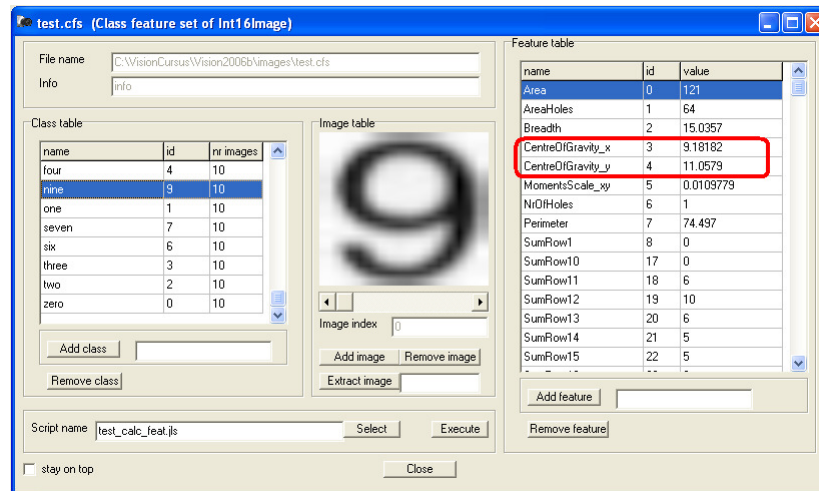 test.cfs (Class feature set of Int16Image)
File name C:\VisionCursus\Vision2006b\images\test.cfs
Info info
Class table
name id nr images
four 4 10
nine 9 10
one 1 10
seven 7 10
six 6 10
three 3 10
two 2 10
zero 0 10
Add class
Remove class
Image table
9
Image index 0
Add image Remove image
Extract image
Feature table
name id value
Area 0 121
AreaHoles 1 64
Breadth 2 15.0357
CentreOfGravity_x 3 9.18182
CentreOfGravity_y 4 11.0579
MomentsScale_xy 5 0.0109779
NrOfHoles 6 1
Perimeter 7 74.497
SumRow1 8 0
SumRow10 17 0
SumRow11 18 6
SumRow12 19 10
SumRow13 20 6
SumRow14 21 5
SumRow15 22 5
Add feature
Remove feature
Script name test_calc_feat.jls Select Execute
stay on top Close